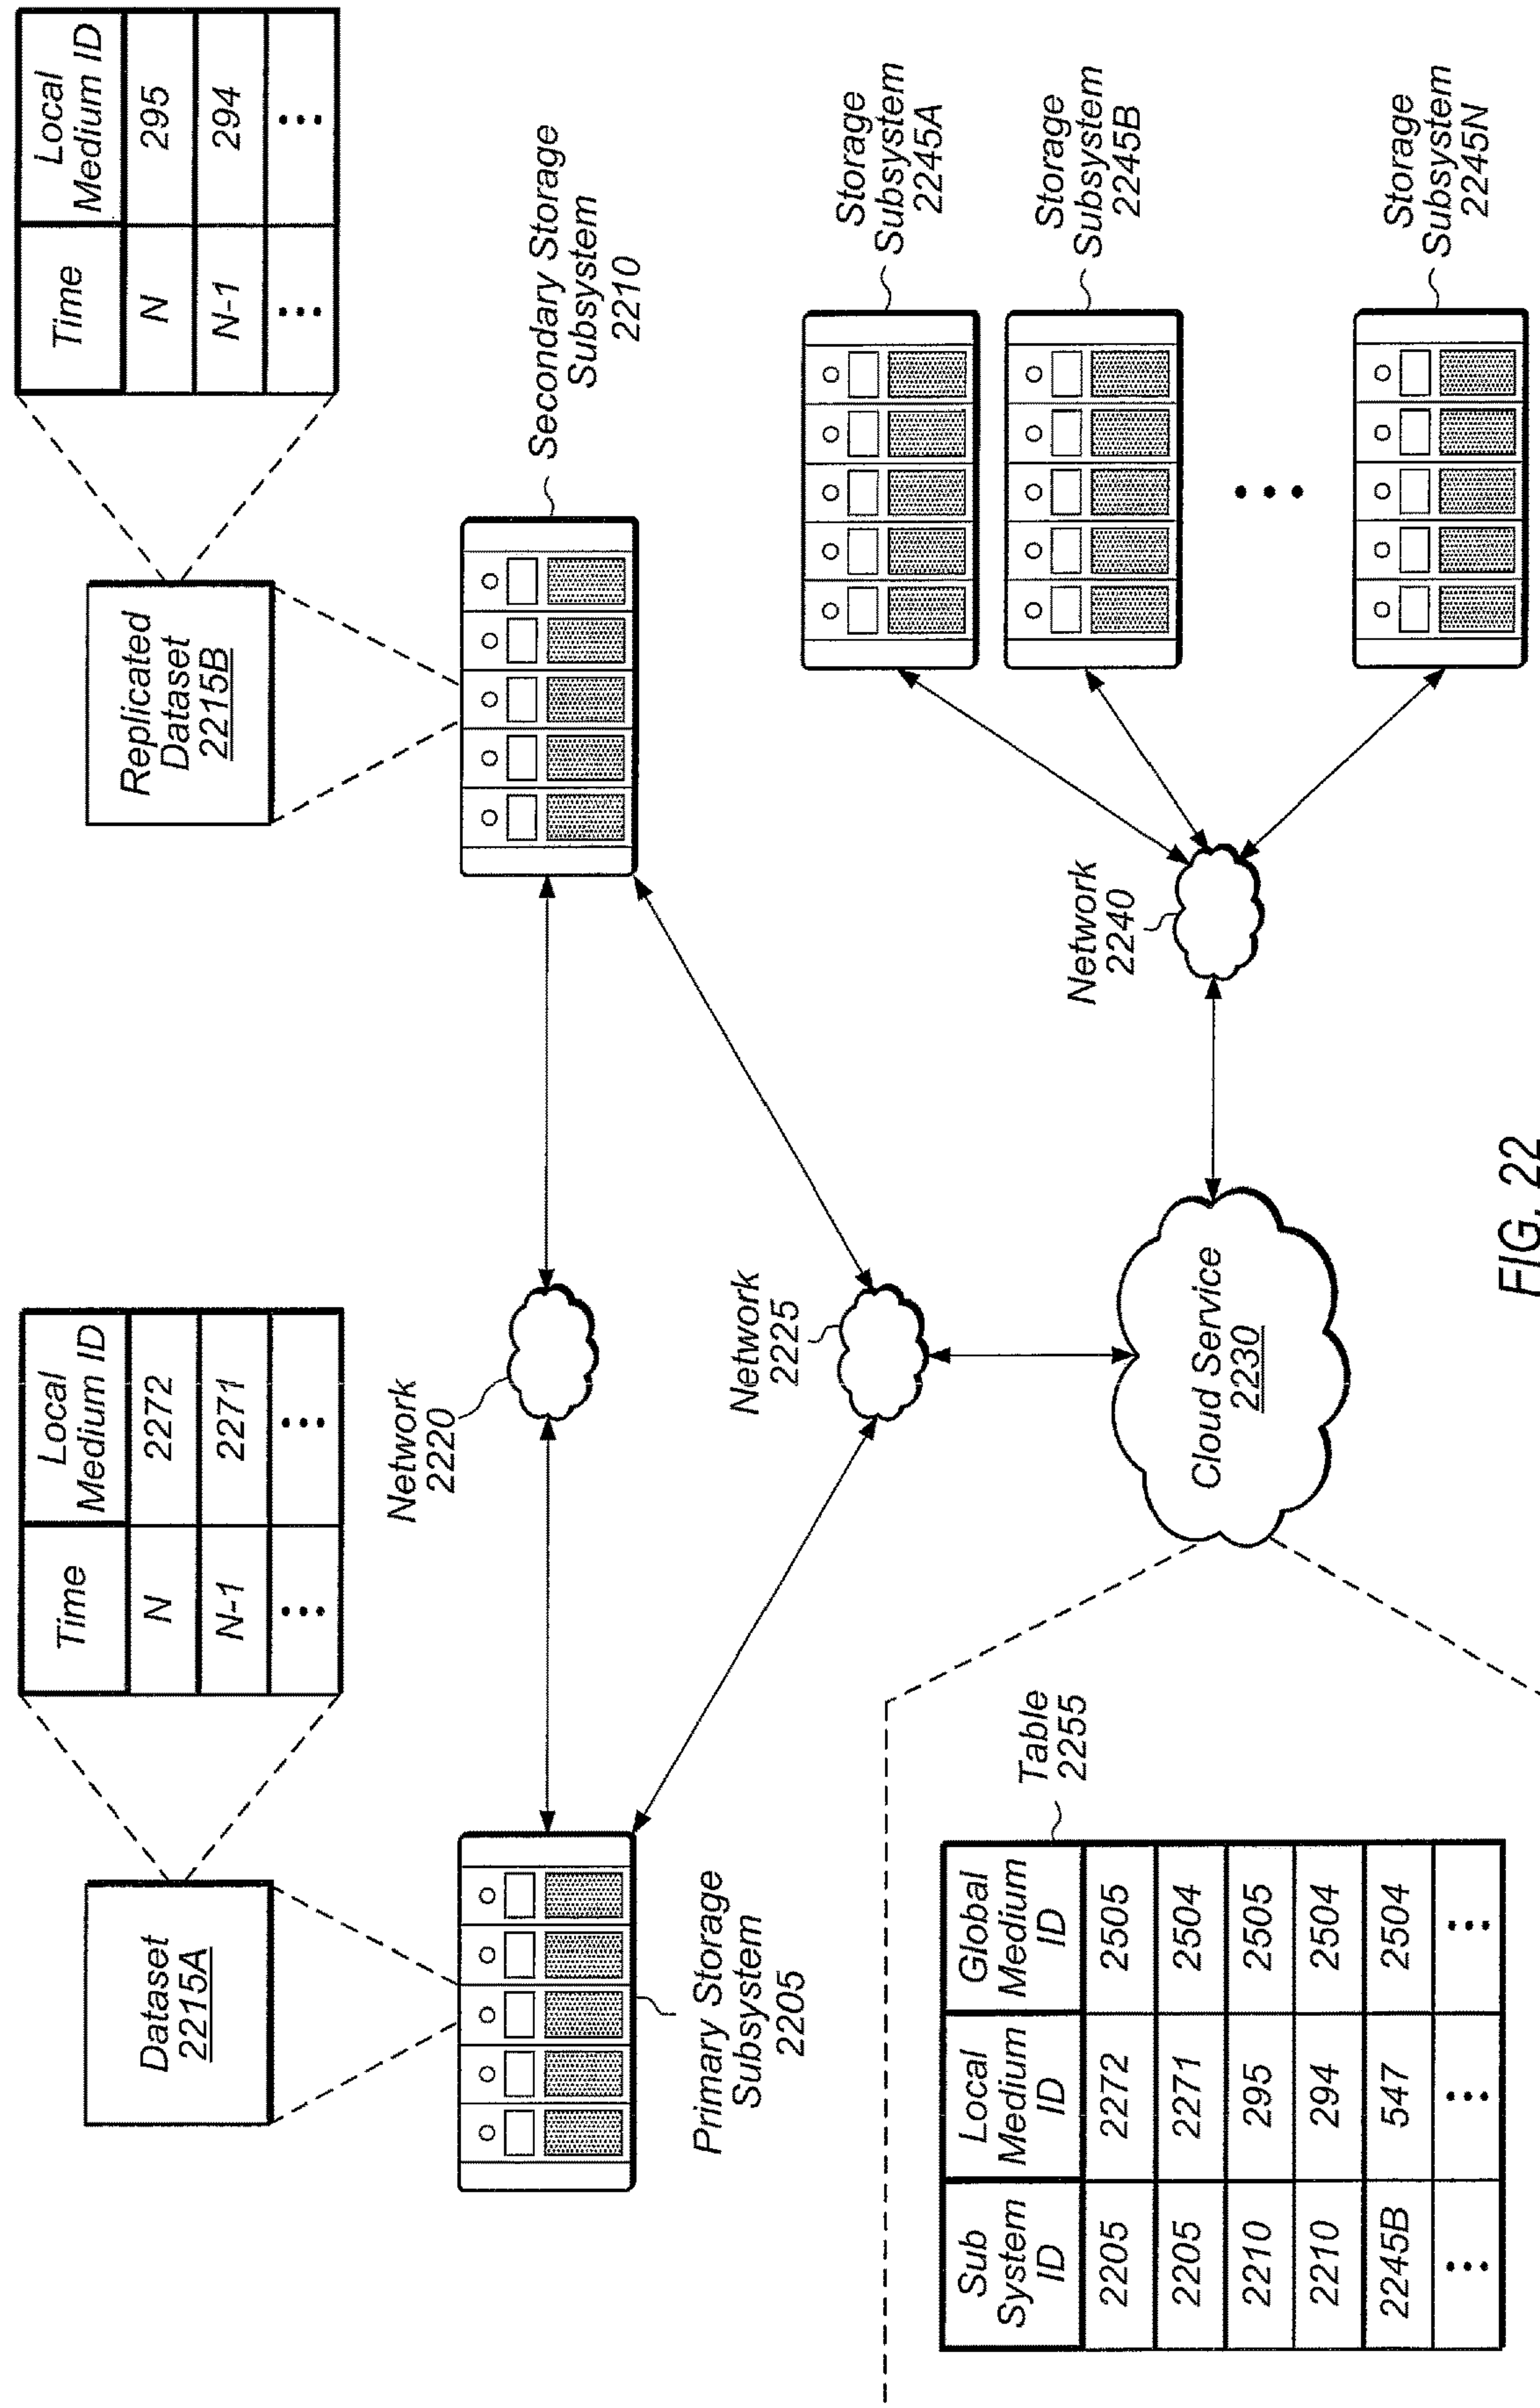 Dataset
2215A
Time
Local
Medium ID
N
2272
N-1
2271
•••
•••
Replicated
Dataset
2215B
Time
Local
Medium ID
N
295
N-1
294
•••
•••
Primary Storage
Subsystem
2205
Network
2220
Secondary Storage
Subsystem
2210
Network
2225
Table
2255
Sub
System
ID
Local
Medium
ID
Global
Medium
ID
2205
2272
2505
2205
2271
2504
2210
295
2505
2210
294
2504
2245B
547
2504
•••
•••
•••
Cloud Service
2230
Network
2240
Storage
Subsystem
2245A
Storage
Subsystem
2245B
•••
Storage
Subsystem
2245N
FIG. 22